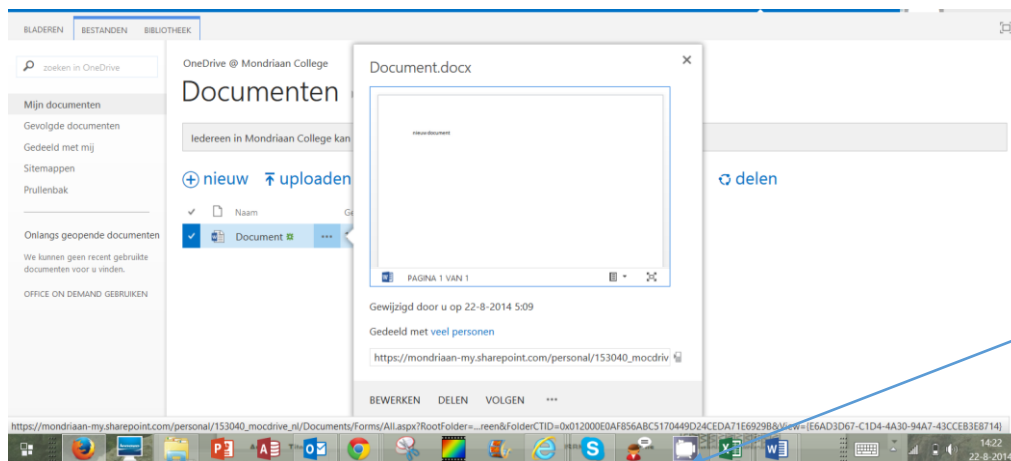 BLADEREN BESTANDEN BIBLIOTHEEK
zoeken in OneDrive
Mijn documenten
Gevolgde documenten
Gedeeld met mij
Sitemappen
Prullenbak
Onlangs geopende documenten
We kunnen geen recent gebruikte
documenten voor u vinden.
OFFICE ON DEMAND GEBRUIKEN
OneDrive @ Mondriaan College
Documenten
Iedereen in Mondriaan College kan
nieuw uploaden
delen
Naam Ge
Document
Document.docx
nieuw document
PAGINA 1 VAN 1
Gewijzigd door u op 22-8-2014 5:09
Gedeeld met veel personen
https://mondriaan-my.sharepoint.com/personal/153040_mocdriv
BEWERKEN DELEN VOLGEN
https://mondriaan-my.sharepoint.com/personal/153040_mocdrive_nl/Documents/Forms/All.aspx?RootFolder=...reen&FolderCTID=0x012000E0AF856ABC5170449D24CEDA71E6929B&View={E6AD3D67-C1D4-4A30-94A7-43CCEB3E8714}
14:22
22-8-2014